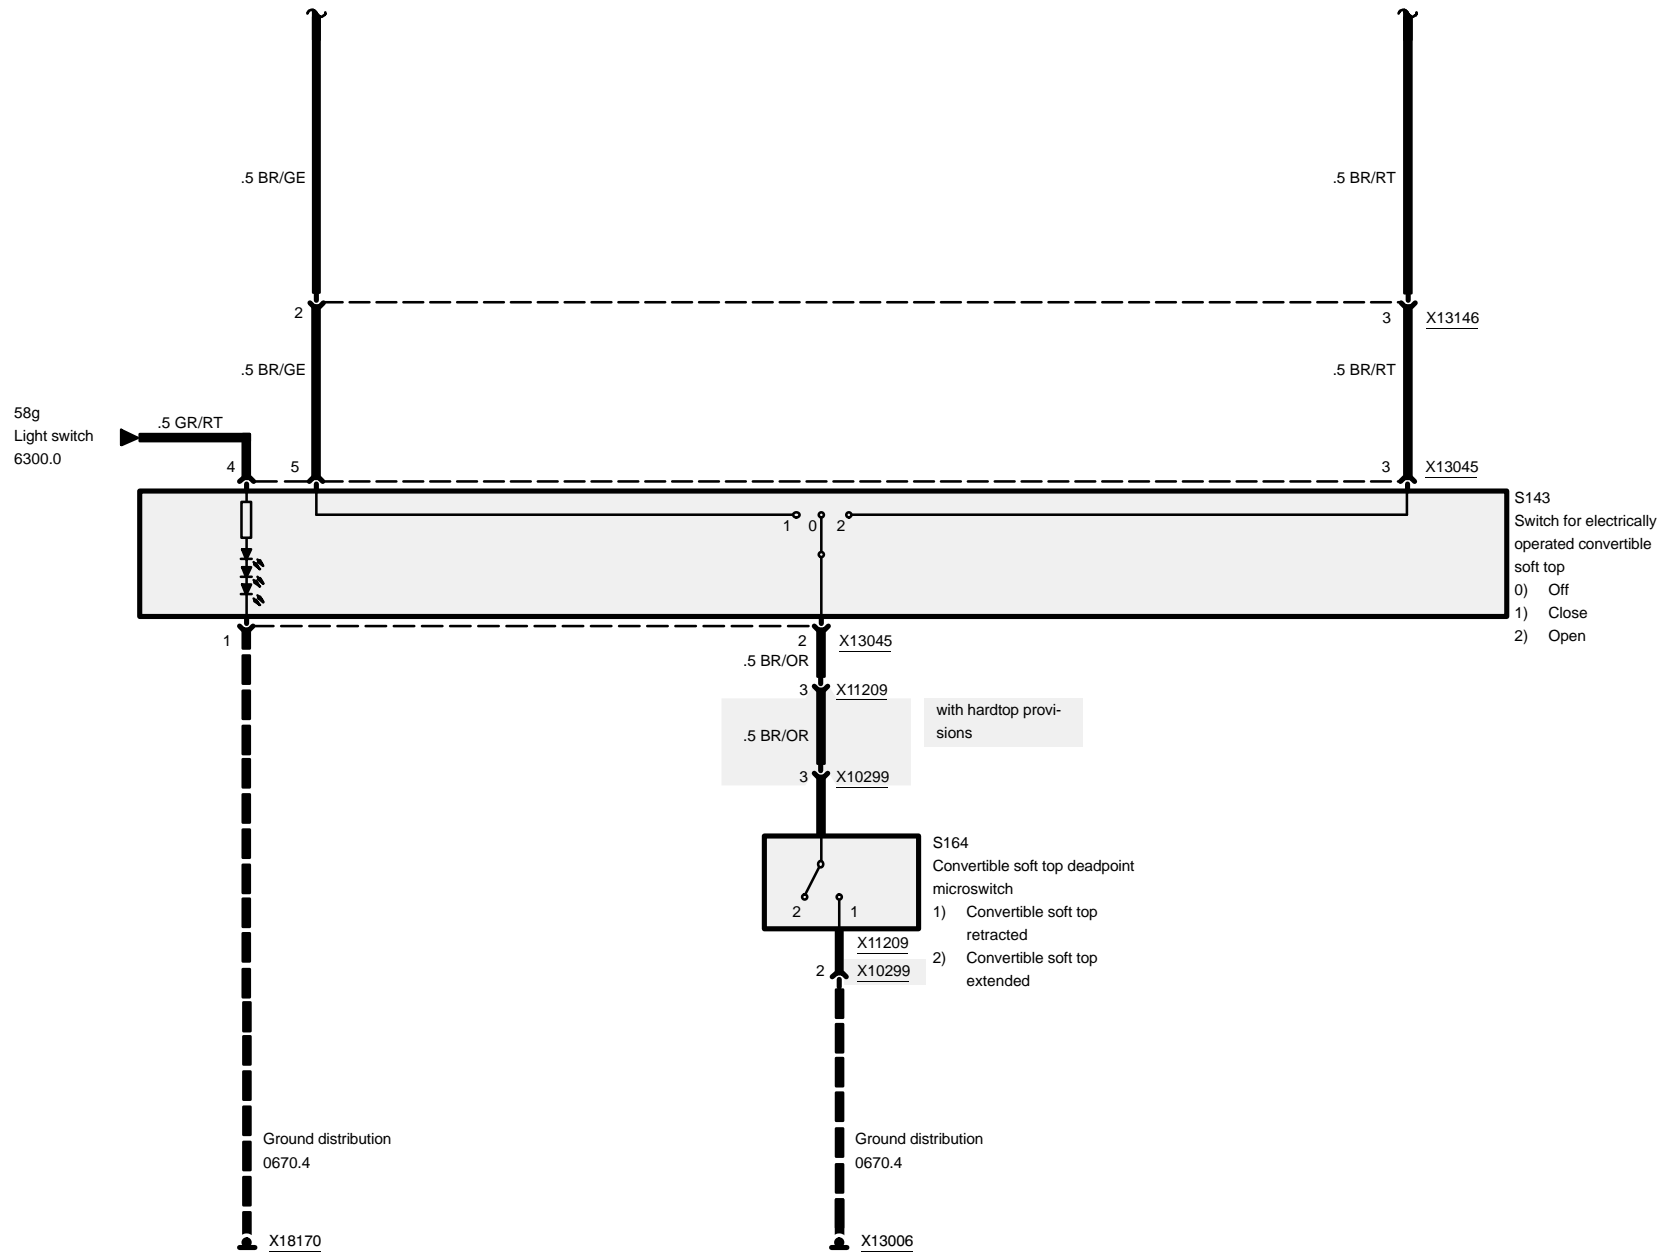 .5 BR/GE
.5 BR/RT
2
3
X13146
.5 BR/GE
.5 BR/RT
58g
Light switch
6300.0
.5 GR/RT
4
5
3
X13045
1
0
2
S143
Switch for electrically
operated convertible
soft top
0) Off
1) Close
2) Open
1
2
X13045
.5 BR/OR
3
X11209
with hardtop provi-
sions
.5 BR/OR
3
X10299
S164
Convertible soft top deadpoint
microswitch
1) Convertible soft top
retracted
2) Convertible soft top
extended
2
1
X11209
2
X10299
Ground distribution
0670.4
Ground distribution
0670.4
X18170
X13006